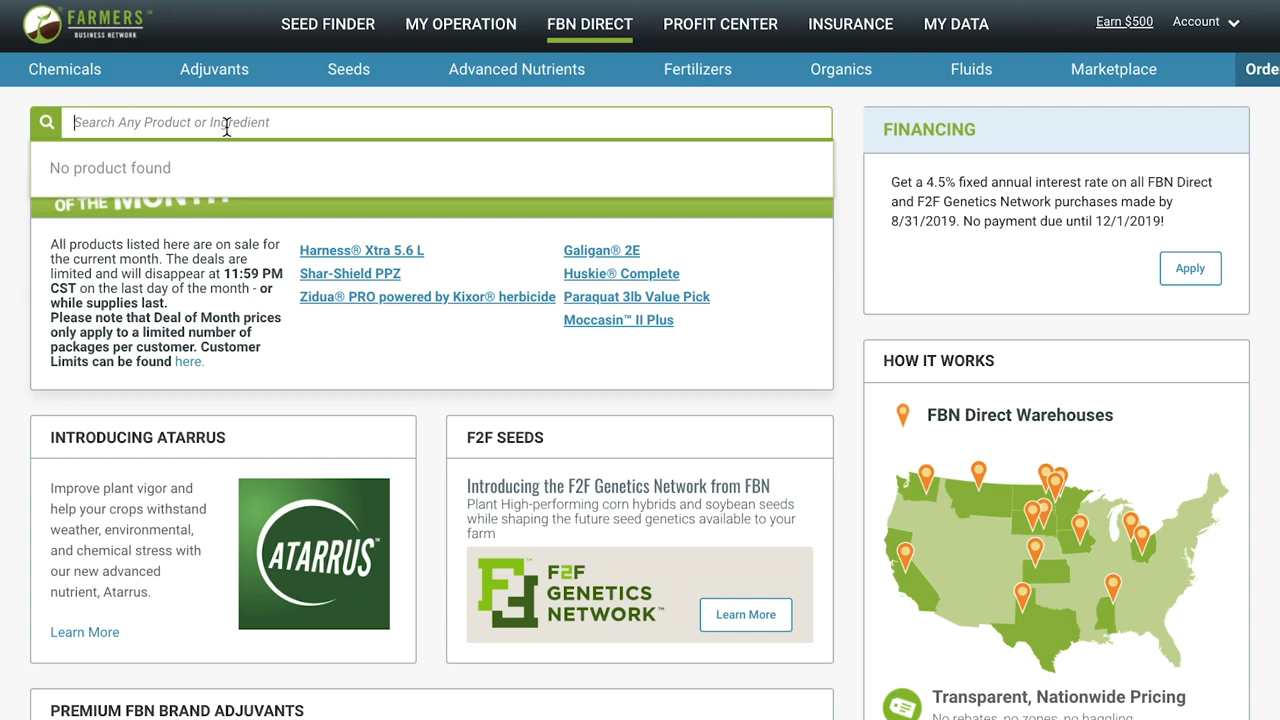 FARMERS™
BUSINESS NETWORK
SEED FINDER
MY OPERATION
FBN DIRECT
PROFIT CENTER
INSURANCE
MY DATA
Earn $500
Account
Chemicals
Adjuvants
Seeds
Advanced Nutrients
Fertilizers
Organics
Fluids
Marketplace
Orde
Search Any Product or Ingredient
No product found
OF THE MONTH
All products listed here are on sale for
the current month. The deals are
limited and will disappear at 11:59 PM
CST on the last day of the month - or
while supplies last.
Please note that Deal of Month prices
only apply to a limited number of
packages per customer. Customer
Limits can be found here.
Harness® Xtra 5.6 L
Shar-Shield PPZ
Zidua® PRO powered by Kixor® herbicide
Galigan® 2E
Huskie® Complete
Paraquat 3lb Value Pick
Moccasin™ II Plus
FINANCING
Get a 4.5% fixed annual interest rate on all FBN Direct
and F2F Genetics Network purchases made by
8/31/2019. No payment due until 12/1/2019!
Apply
INTRODUCING ATARRUS
Improve plant vigor and
help your crops withstand
weather, environmental,
and chemical stress with
our new advanced
nutrient, Atarrus.
Learn More
ATARRUS™
F2F SEEDS
Introducing the F2F Genetics Network from FBN
Plant High-performing corn hybrids and soybean seeds
while shaping the future seed genetics available to your
farm
F2F
GENETICS
NETWORK™
Learn More
HOW IT WORKS
FBN Direct Warehouses
Transparent, Nationwide Pricing
No rebates, no zones, no haggling
PREMIUM FBN BRAND ADJUVANTS